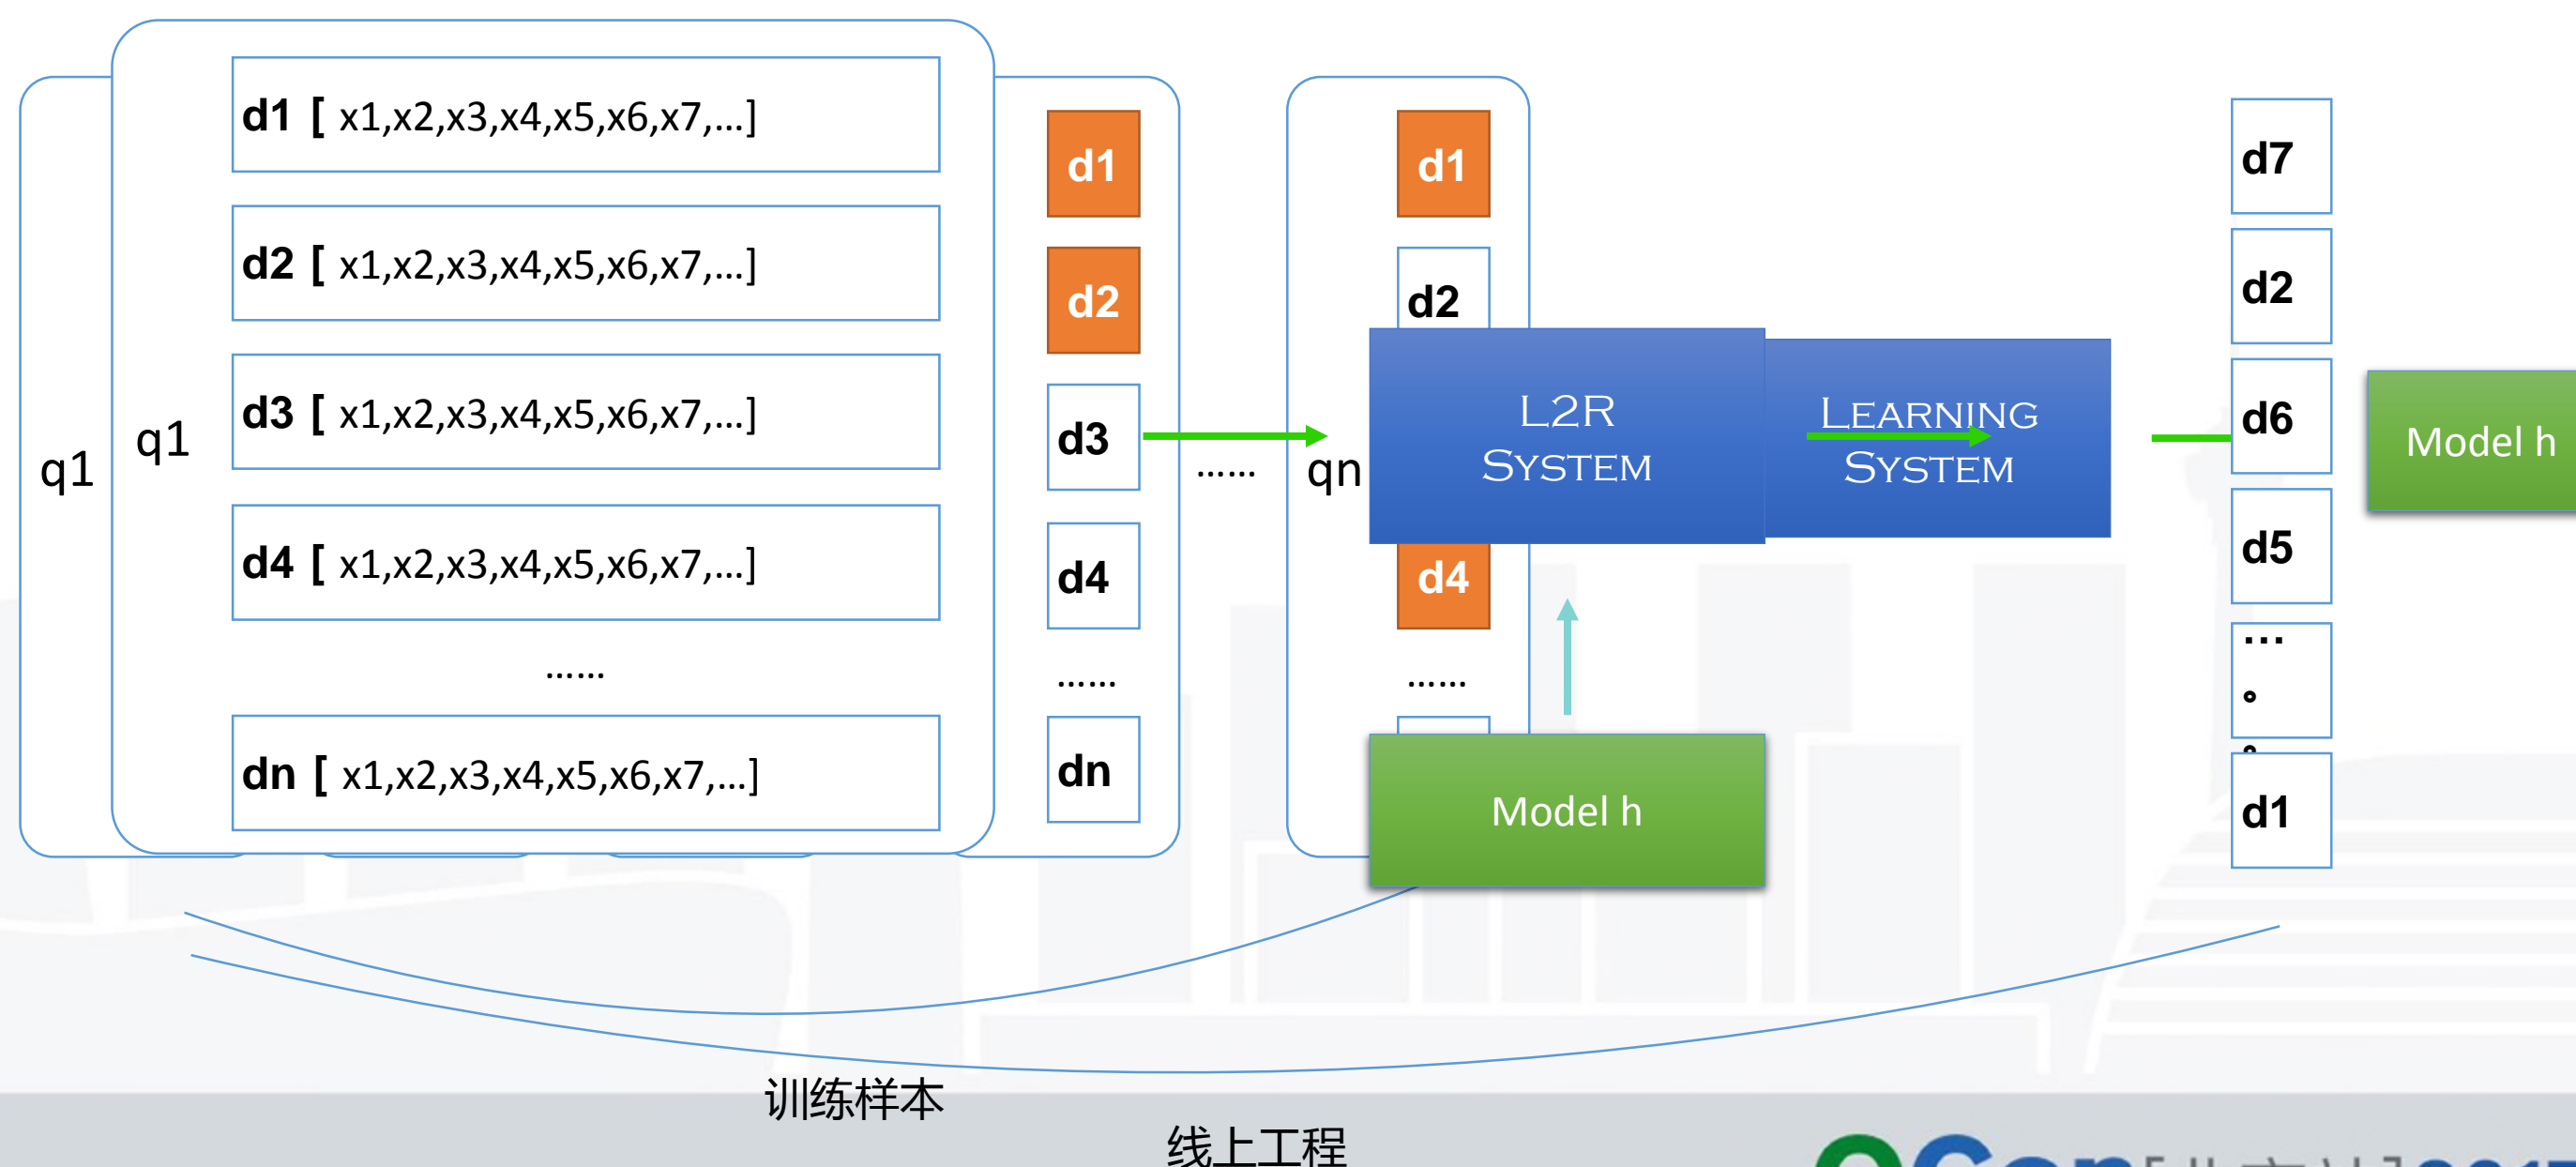 q1
q1
d1 [ x1,x2,x3,x4,x5,x6,x7,...]
d2 [ x1,x2,x3,x4,x5,x6,x7,...]
d3 [ x1,x2,x3,x4,x5,x6,x7,...]
d4 [ x1,x2,x3,x4,x5,x6,x7,...]
......
dn [ x1,x2,x3,x4,x5,x6,x7,...]
d1
d2
d3
d4
......
dn
......
qn
d1
d2
d4
......
L2R
SYSTEM
LEARNING
SYSTEM
Model h
d7
d2
d6
d5
...
。
d1
Model h
训练样本
线上工程
QCon